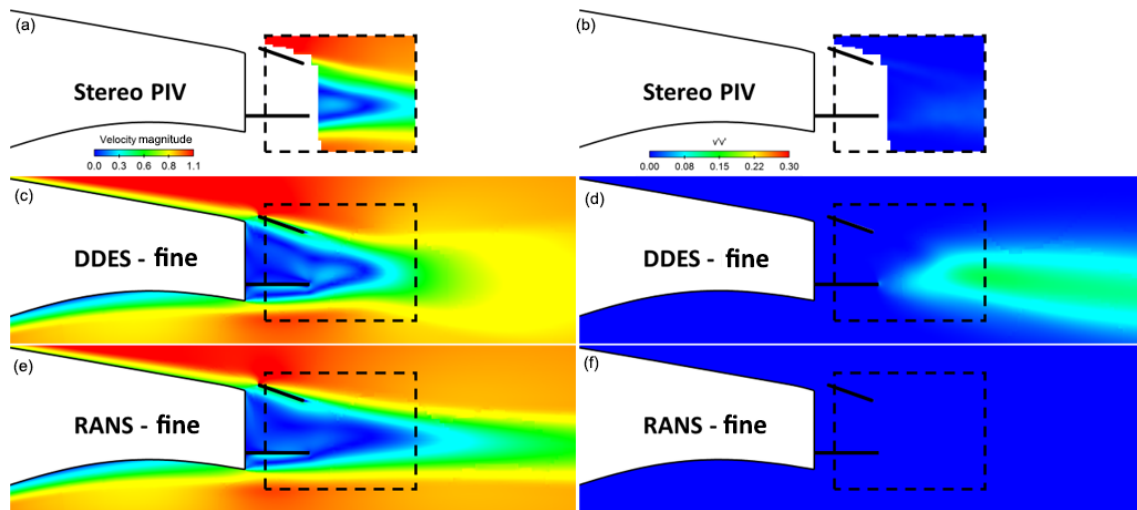 (a)
Stereo PIV
Velocity magnitude
0.0 0.3 0.6 0.8 1.1
(b)
Stereo PIV
v'v'
0.00 0.08 0.15 0.22 0.30
(c)
DDES - fine
(d)
DDES - fine
(e)
RANS - fine
(f)
RANS - fine